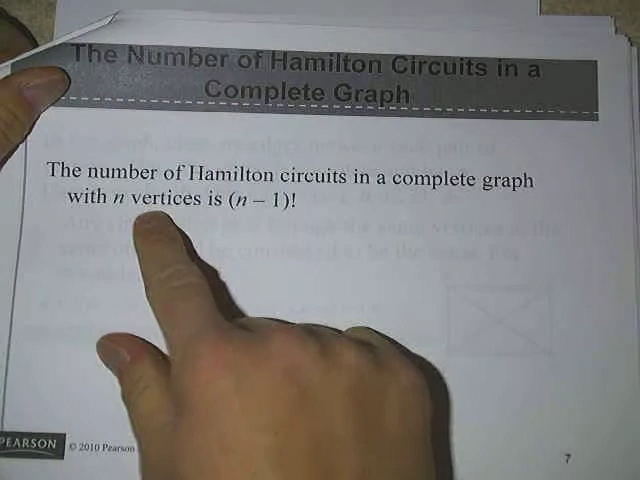 The Number of Hamilton Circuits in a
Complete Graph
The number of Hamilton circuits in a complete graph
with n vertices is (n – 1)!
PEARSON
© 2010 Pearson
7